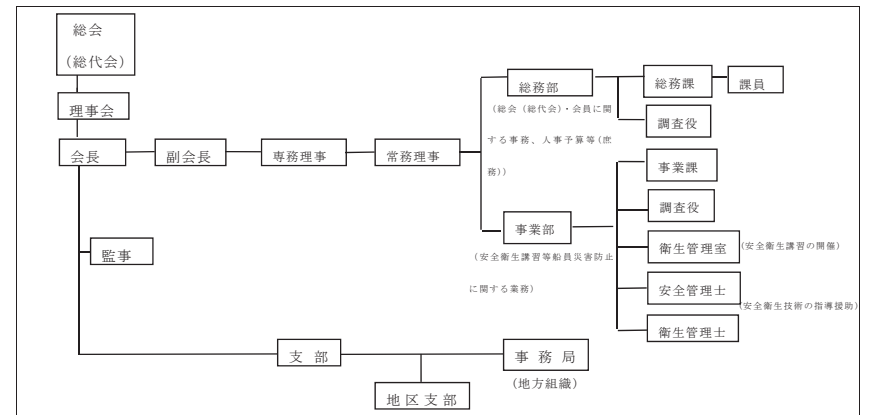 総会
(総代会)
理事会
会長
副会長
専務理事
常務理事
監事
総務部
(総会(総代会)・会員に関
する事務、人事予算等(庶
務))
総務課
課員
調査役
事業部
(安全衛生講習等船員災害防止
に関する業務)
事業課
調査役
衛生管理室
(安全衛生講習の開催)
安全管理士
(安全衛生技術の指導援助)
衛生管理士
支部
事務局
(地方組織)
地区支部